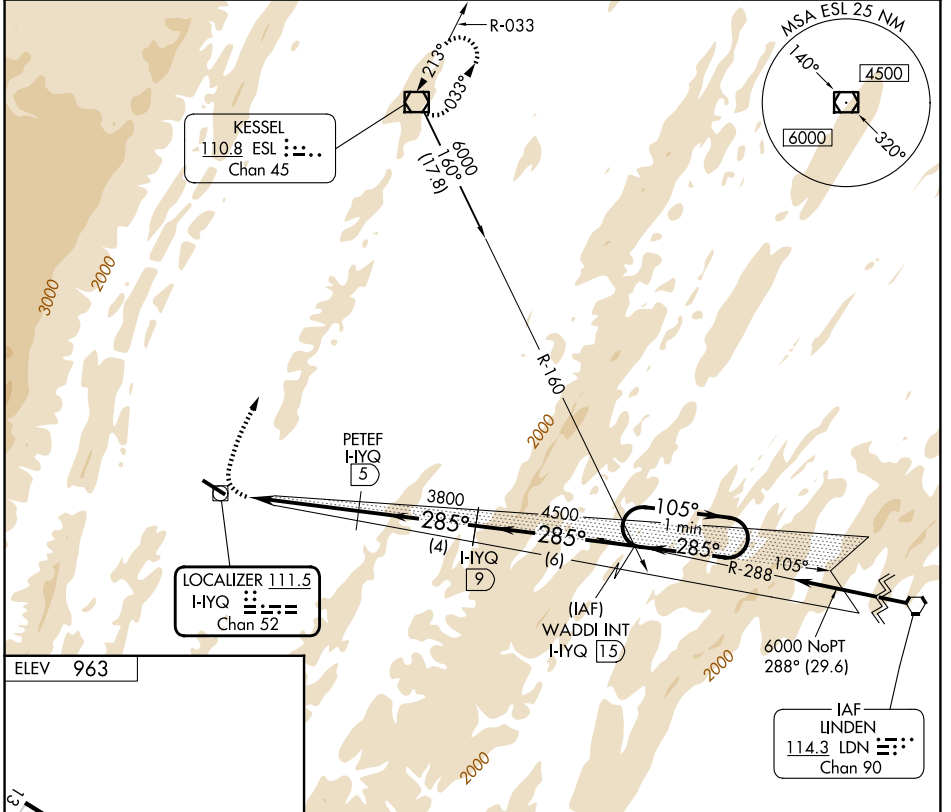 R-033
213°
033°
KESSEL
110.8 ESL
Chan 45
6000
160°
(17.8)
MSA ESL 25 NM
140°
4500
6000
320°
3000
2000
R-160
2000
PETEF
I-IYQ
5
3800
4500
105°
1 min
285°
285°
285°
(4)
(6)
R-288
105°
I-IYQ
9
LOCALIZER 111.5
I-IYQ
Chan 52
(IAF)
WADDI INT
I-IYQ 15
6000 NoPT
288° (29.6)
2000
IAF
LINDEN
114.3 LDN
Chan 90
2000
ELEV 963
13